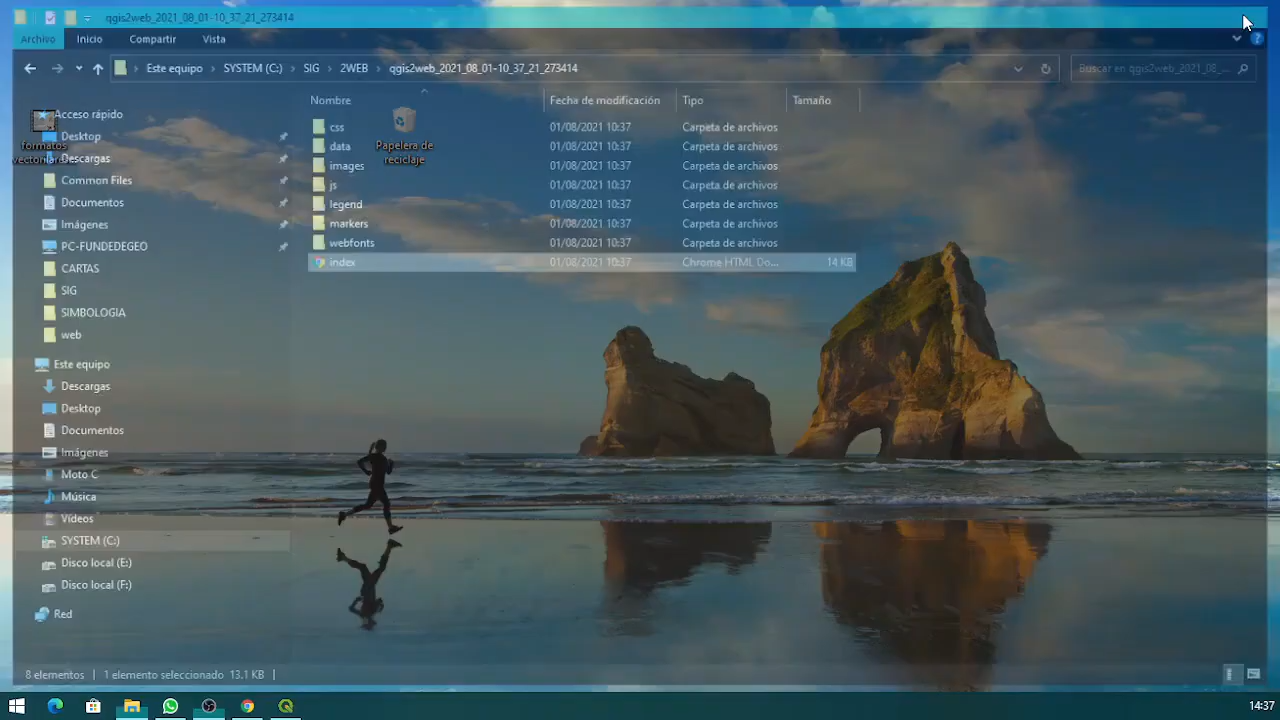 qgis2web_2021_08_01-10_37_21_273414
Archivo Inicio Compartir Vista
Este equipo SYSTEM (C:) SIG 2WEB qgis2web_2021_08_01-10_37_21_273414
Buscar en qgis2web_2021_08_...
Nombre Fecha de modificación Tipo Tamaño
css 01/08/2021 10:37 Carpeta de archivos
data 01/08/2021 10:37 Carpeta de archivos
images 01/08/2021 10:37 Carpeta de archivos
js 01/08/2021 10:37 Carpeta de archivos
legend 01/08/2021 10:37 Carpeta de archivos
markers 01/08/2021 10:37 Carpeta de archivos
webfonts 01/08/2021 10:37 Carpeta de archivos
index 01/08/2021 10:37 Chrome HTML Do... 14 KB
Papelera de
reciclaje
formatos
Acceso rápido
Desktop
Descargas
Common Files
Documentos
Imágenes
PC-FUNDEDEGEO
CARTAS
SIG
SIMBOLOGIA
web
Este equipo
Descargas
Desktop
Documentos
Imágenes
Moto C
Música
Vídeos
SYSTEM (C:)
Disco local (E:)
Disco local (F:)
Red
8 elementos 1 elemento seleccionado 13.1 KB
14:37